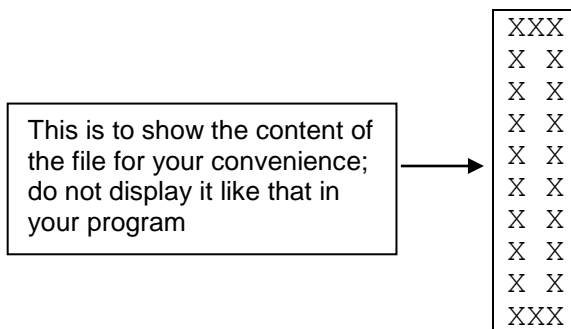 This is to show the content of
the file for your convenience;
do not display it like that in
your program
XXX
X X
X X
X X
X X
X X
X X
X X
X X
XXX